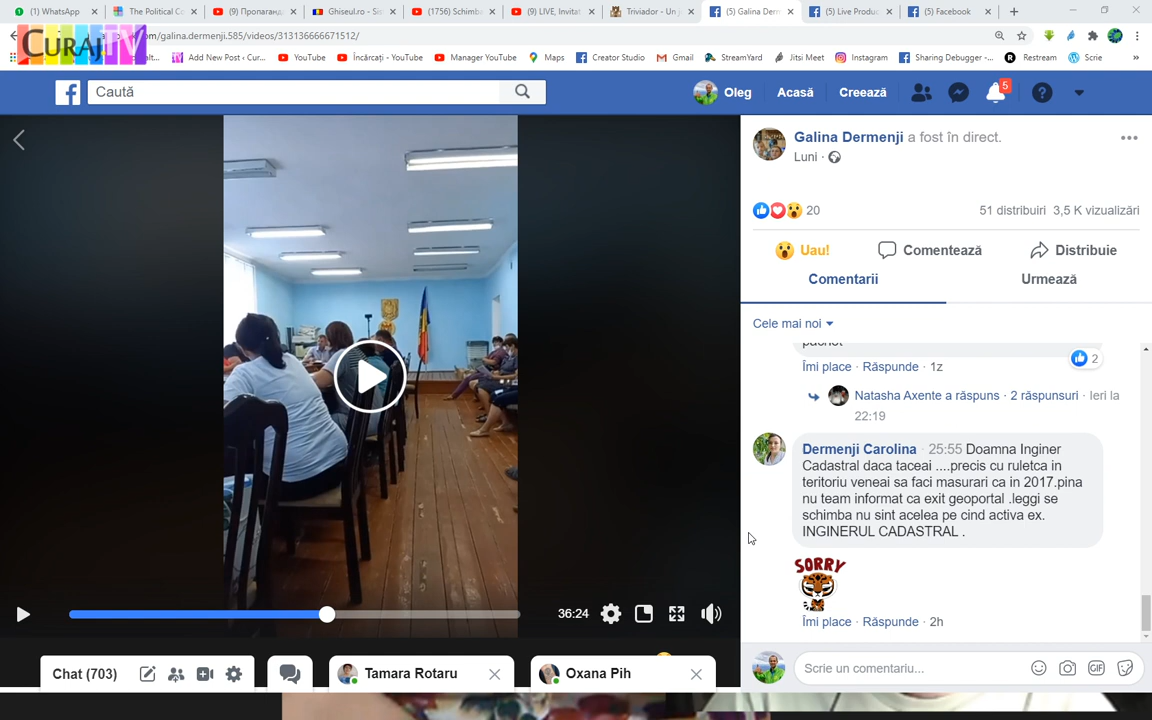 (1) WhatsApp
The Political Co
(9) Пропаганд
Ghiseul.ro - Sis
(1756) Schimb
(9) LIVE, Invitat
Triviador - Un j
(5) Galina Derm
(5) Live Produc
(5) Facebook
CurajTV
om/galina.dermenji.585/videos/313136666671512/
Add New Post ‹ Cur...
YouTube
Încărcați - YouTube
Manager YouTube
Maps
Creator Studio
Gmail
StreamYard
Jitsi Meet
Instagram
Sharing Debugger -...
Restream
Scrie
»
Caută
Oleg
Acasă
Creează
5
Galina Dermenji a fost în direct.
Luni ·
20
51 distribuiri 3,5 K vizualizări
Uau!
Comentează
Distribuie
Comentarii
Urmează
Cele mai noi
2
Îmi place · Răspunde · 1z
Natasha Axente a răspuns · 2 răspunsuri · Ieri la
22:19
Dermenji Carolina · 25:55 Doamna Inginer
Cadastral daca taceai ....precis cu ruletca in
teritoriu veneai sa faci masurari ca in 2017.pina
nu team informat ca exit geoportal .leggi se
schimba nu sint acelea pe cind activa ex.
INGINERUL CADASTRAL .
SORRY
Îmi place · Răspunde · 2h
36:24
Chat (703)
Tamara Rotaru
Oxana Pih
Scrie un comentariu...
GIF